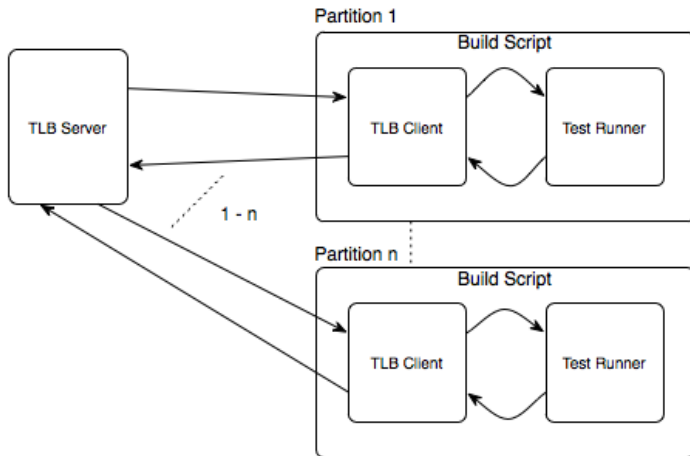 Partition 1
Build Script
TLB Server
TLB Client
Test Runner
1 - n
Partition n
Build Script
TLB Client
Test Runner